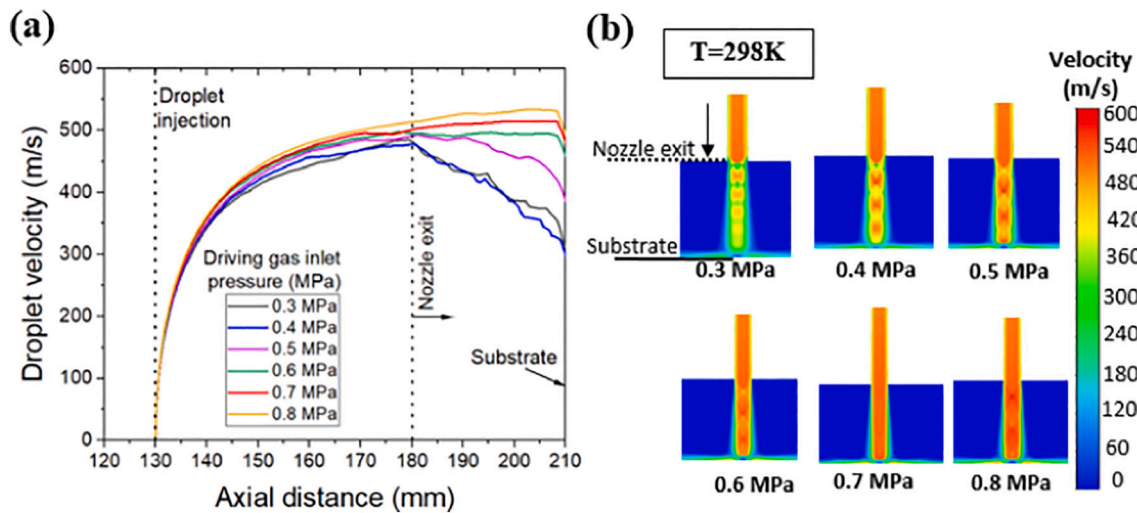 (a)
600
500
400
300
200
100
0
Droplet velocity (m/s)
Droplet
injection
Driving gas inlet
pressure (MPa)
0.3 MPa
0.4 MPa
0.5 MPa
0.6 MPa
0.7 MPa
0.8 MPa
Nozzle exit
Substrate
120 130 140 150 160 170 180 190 200 210
Axial distance (mm)
(b)
T=298K
Nozzle exit
Substrate
0.3 MPa
0.4 MPa
0.5 MPa
0.6 MPa
0.7 MPa
0.8 MPa
Velocity
(m/s)
600
540
480
420
360
300
240
180
120
60
0